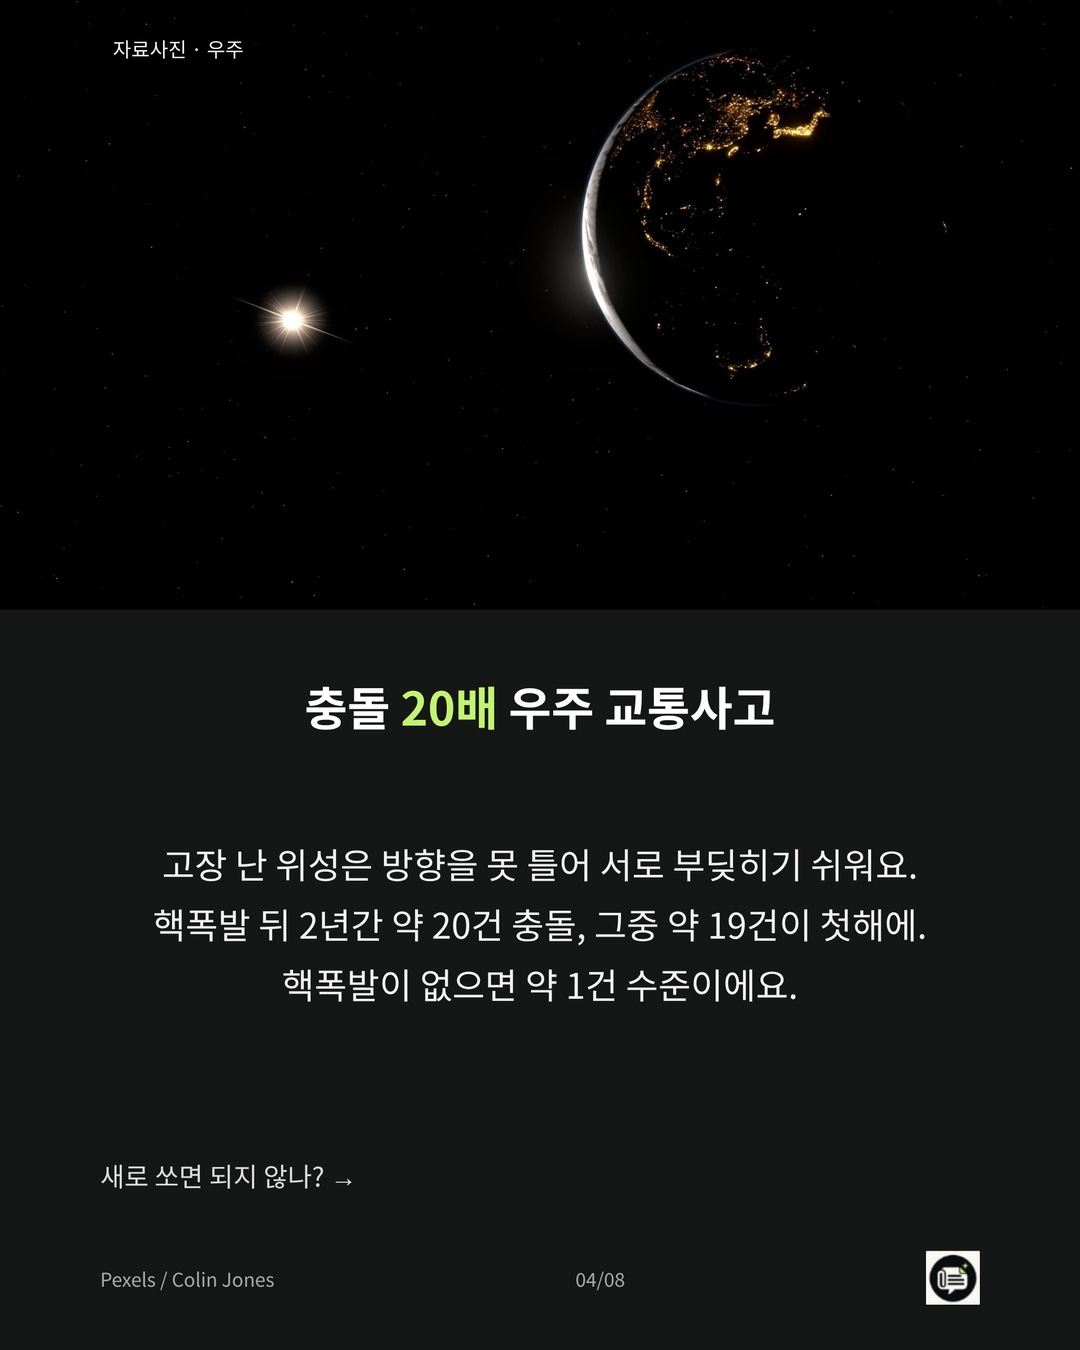 자료사진 · 우주
충돌 20배 우주 교통사고
고장 난 위성은 방향을 못 틀어 서로 부딪히기 쉬워요.
핵폭발 뒤 2년간 약 20건 충돌, 그중 약 19건이 첫해에.
핵폭발이 없으면 약 1건 수준이에요.
새로 쏘면 되지 않나? →
Pexels / Colin Jones
04/08